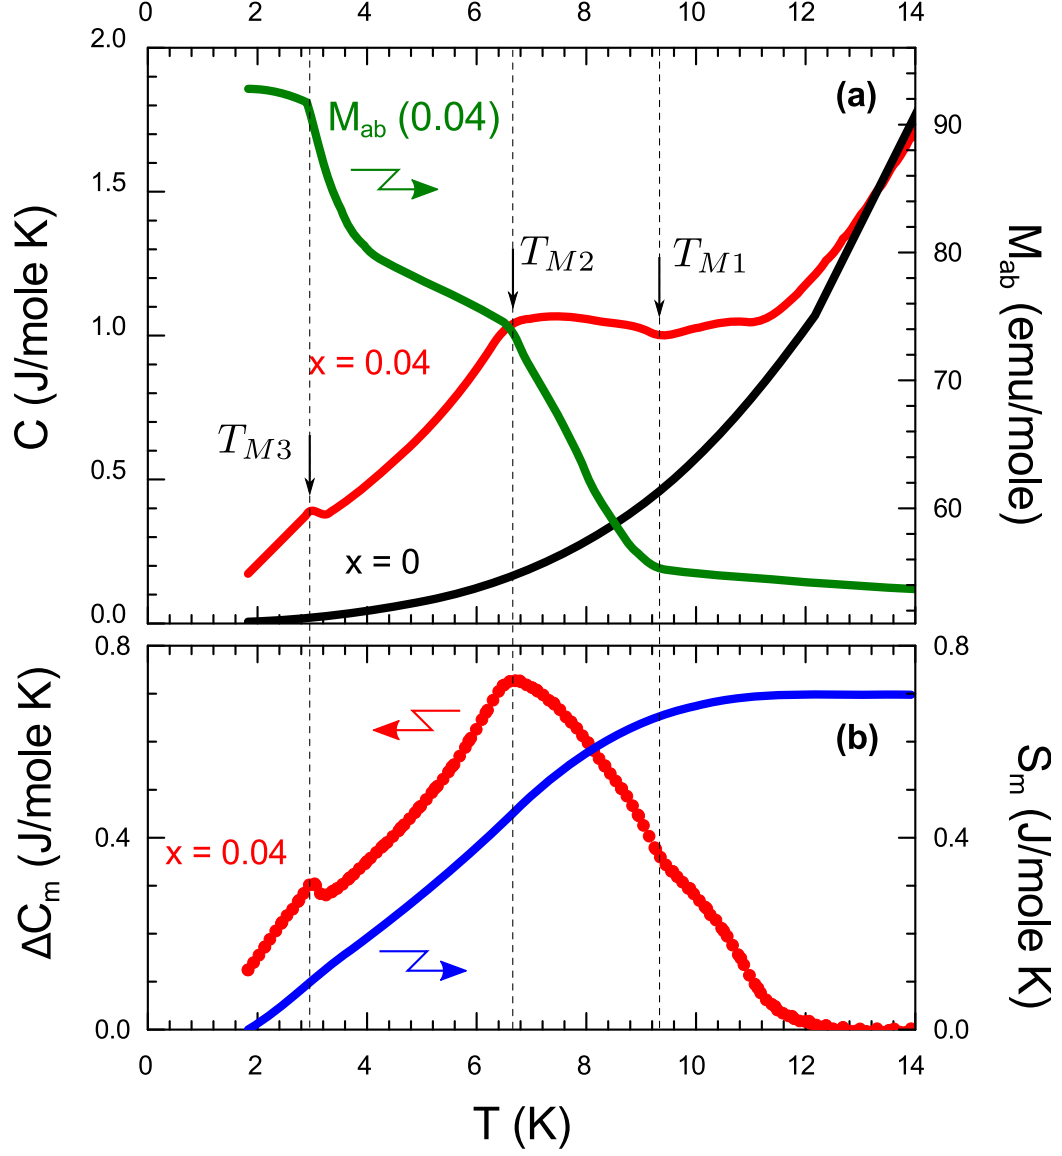 0 2 4 6 8 10 12 14
2.0
(a)
M_ab (0.04)
90
1.5
C (J/mole K)
M_ab (emu/mole)
80
T_M2
T_M1
1.0
x = 0.04
70
T_M3
0.5
60
x = 0
0.0
0.8
0.8
(b)
ΔC_m (J/mole K)
S_m (J/mole K)
0.4
0.4
x = 0.04
0.0
0.0
0 2 4 6 8 10 12 14
T (K)